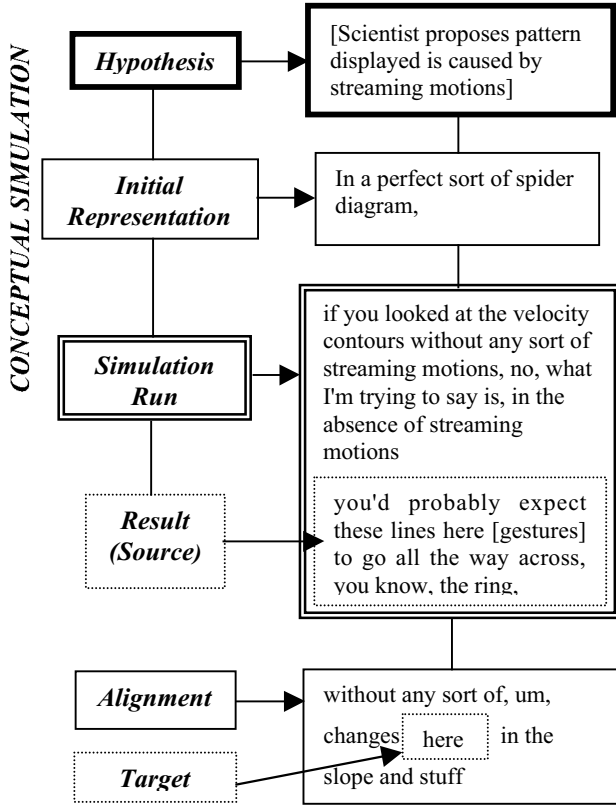 CONCEPTUAL SIMULATION
Hypothesis
[Scientist proposes pattern
displayed is caused by
streaming motions]
Initial
Representation
In a perfect sort of spider
diagram,
Simulation
Run
if you looked at the velocity
contours without any sort of
streaming motions, no, what
I'm trying to say is, in the
absence of streaming
motions
Result
(Source)
you'd probably expect
these lines here [gestures]
to go all the way across,
you know, the ring,
Alignment
without any sort of, um,
changes here in the
slope and stuff
Target